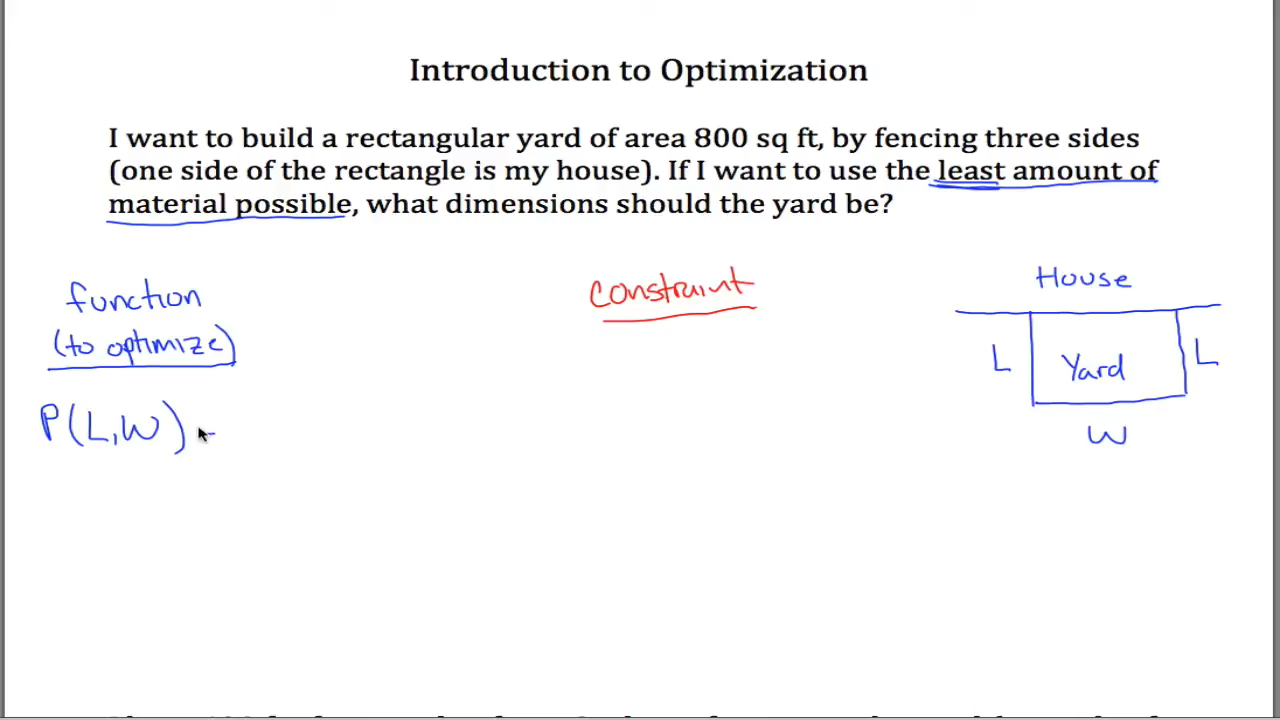 Introduction to Optimization
I want to build a rectangular yard of area 800 sq ft, by fencing three sides
(one side of the rectangle is my house). If I want to use the least amount of
material possible, what dimensions should the yard be?
function
(to optimize)
P(L,W)
constraint
House
L Yard L
W